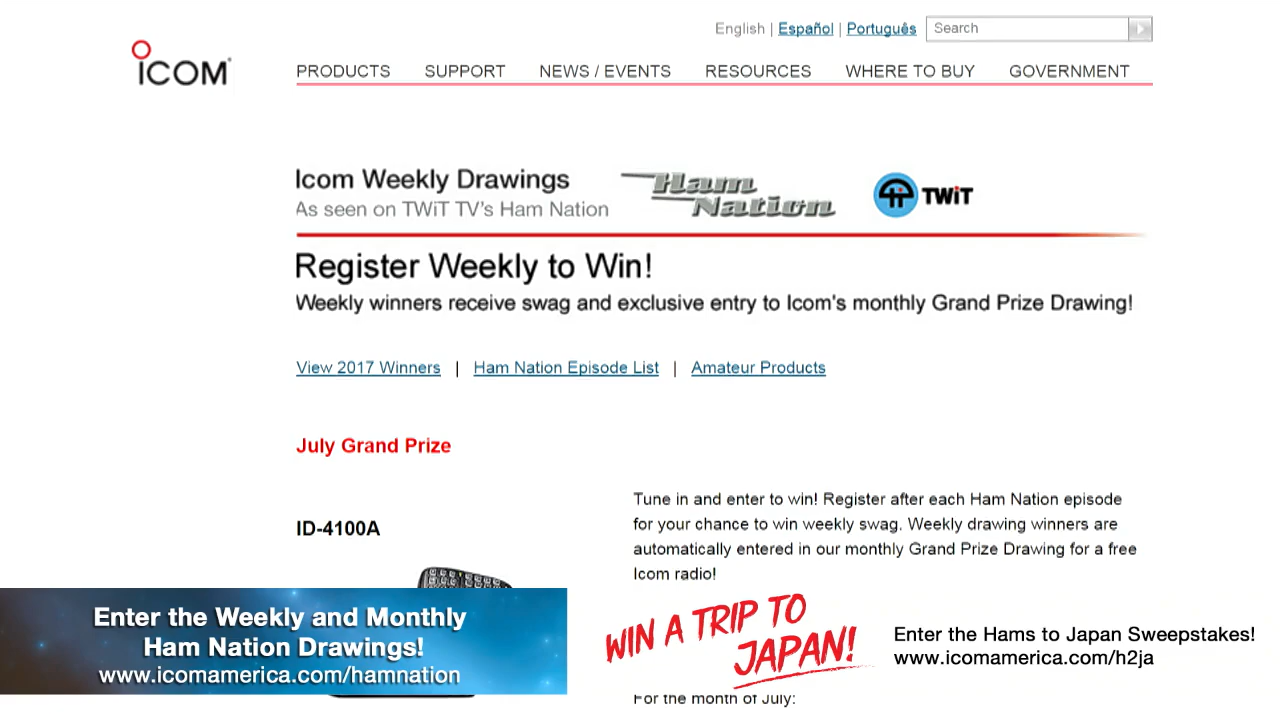 English | Español | Português
Search
ICOM
PRODUCTS SUPPORT NEWS / EVENTS RESOURCES WHERE TO BUY GOVERNMENT
Icom Weekly Drawings
As seen on TWiT TV's Ham Nation
Ham Nation
TWiT
Register Weekly to Win!
Weekly winners receive swag and exclusive entry to Icom's monthly Grand Prize Drawing!
View 2017 Winners | Ham Nation Episode List | Amateur Products
July Grand Prize
ID-4100A
Tune in and enter to win! Register after each Ham Nation episode
for your chance to win weekly swag. Weekly drawing winners are
automatically entered in our monthly Grand Prize Drawing for a free
Icom radio!
Enter the Weekly and Monthly
Ham Nation Drawings!
www.icomamerica.com/hamnation
WIN A TRIP TO
JAPAN!
Enter the Hams to Japan Sweepstakes!
www.icomamerica.com/h2ja
For the month of July: